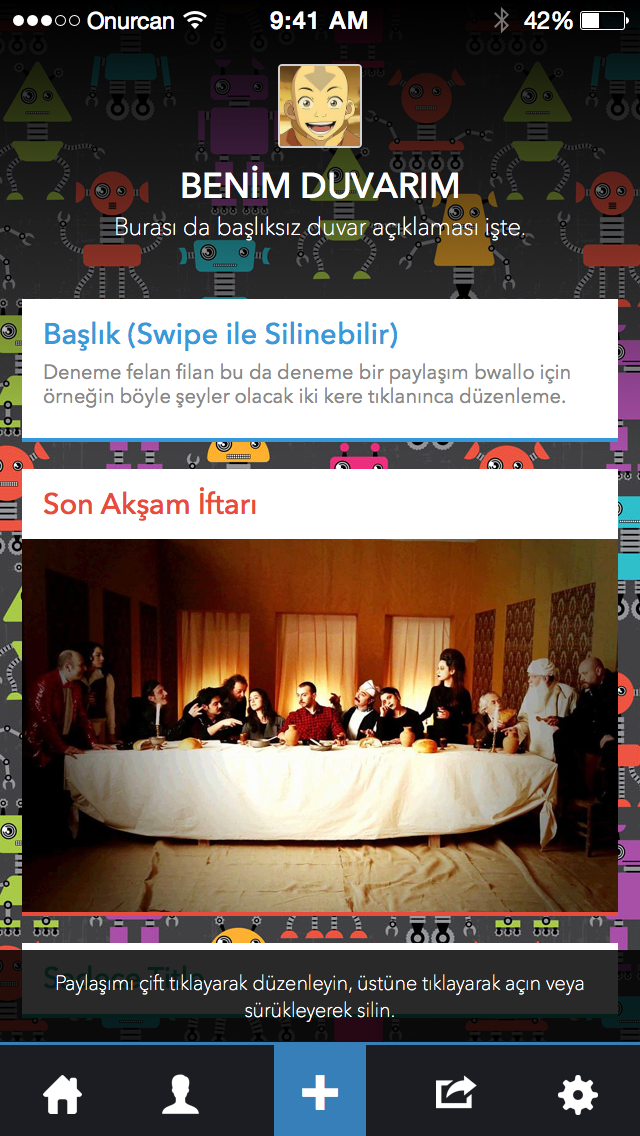 Onurcan 9:41 AM 42%
BENİM DUVARIM
Burası da başlıksız duvar açıklaması işte.
Başlık (Swipe ile Silinebilir)
Deneme felan filan bu da deneme bir paylaşım bwallo için
örneğin böyle şeyler olacak iki kere tıklanınca düzenleme.
Son Akşam İftarı
Sadece Title
Paylaşımı çift tıklayarak düzenleyin, üstüne tıklayarak açın veya
sürükleyerek silin.